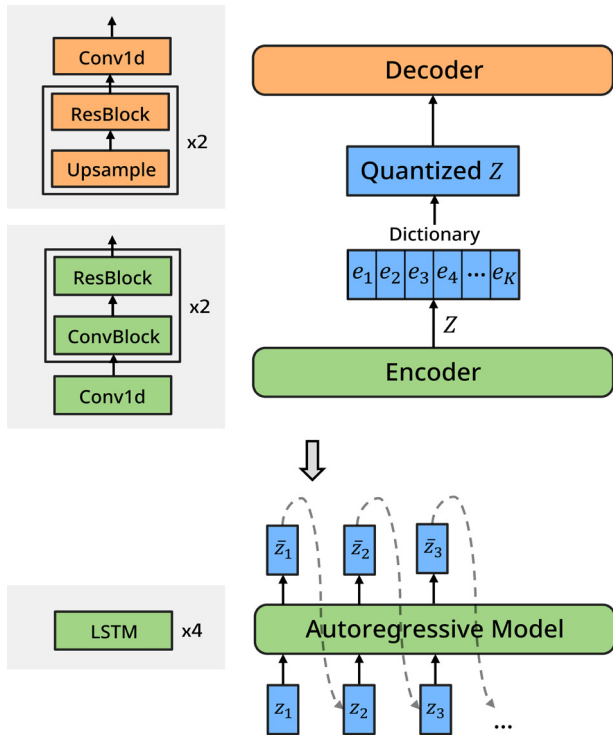 Conv1d
ResBlock
x2
Upsample
Decoder
Quantized Z
Dictionary
e₁ e₂ e₃ e₄ ... e_K
Z
Encoder
ResBlock
x2
ConvBlock
Conv1d
z̄₁ z̄₂ z̄₃
LSTM x4
Autoregressive Model
z₁ z₂ z₃ ...